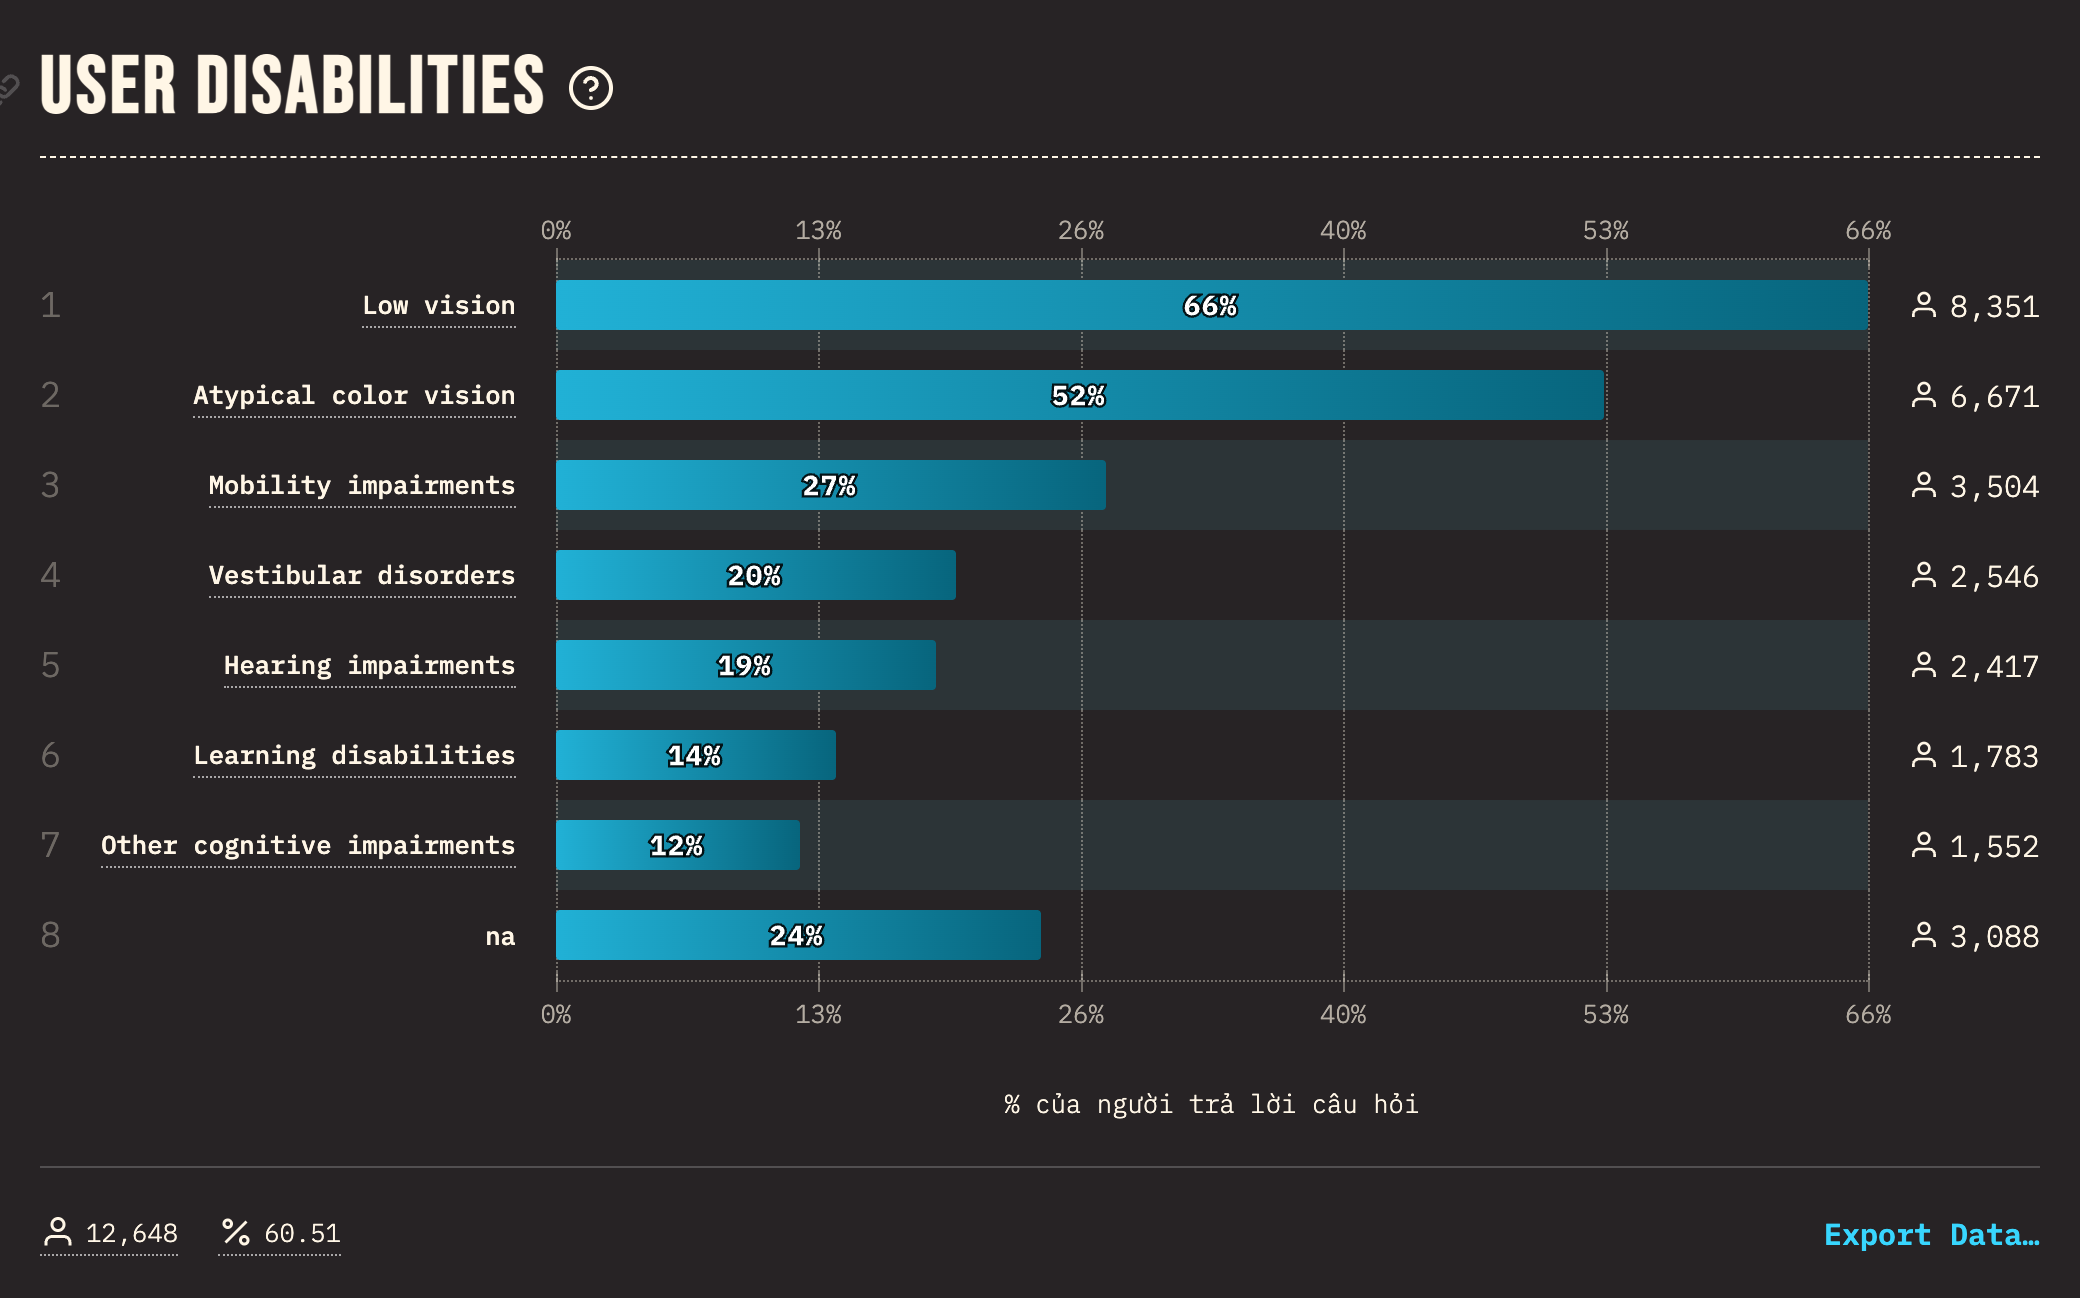 USER DISABILITIES
0% 13% 26% 40% 53% 66%
1 Low vision 66% 8,351
2 Atypical color vision 52% 6,671
3 Mobility impairments 27% 3,504
4 Vestibular disorders 20% 2,546
5 Hearing impairments 19% 2,417
6 Learning disabilities 14% 1,783
7 Other cognitive impairments 12% 1,552
8 na 24% 3,088
0% 13% 26% 40% 53% 66%
% của người trả lời câu hỏi
12,648 % 60.51 Export Data…